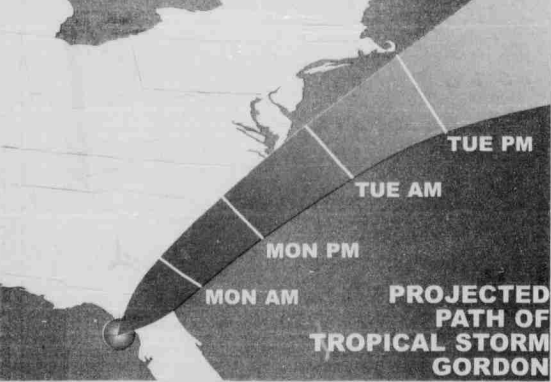 TUE PM
TUE AM
MON PM
MON AM
PROJECTED
PATH OF
TROPICAL STORM
GORDON